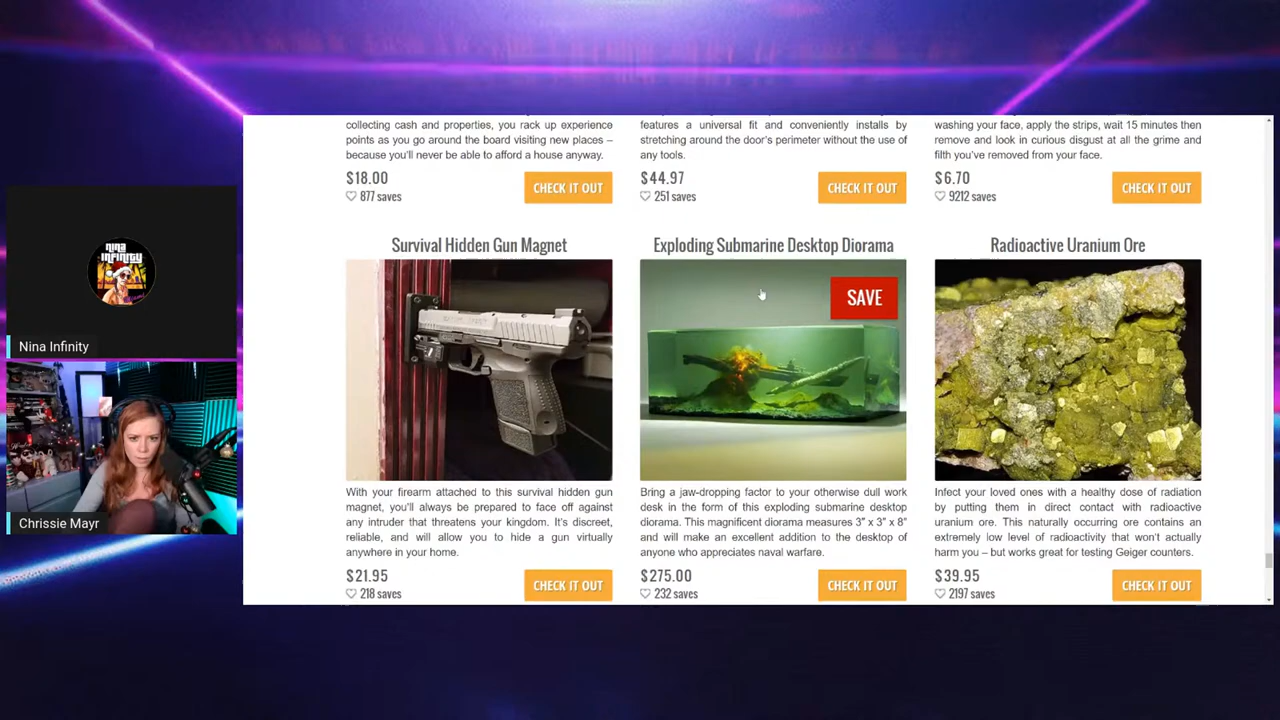 collecting cash and properties, you rack up experience
points as you go around the board visiting new places –
because you'll never be able to afford a house anyway.
$18.00
877 saves
CHECK IT OUT
features a universal fit and conveniently installs by
stretching around the door's perimeter without the use of
any tools.
$44.97
251 saves
CHECK IT OUT
washing your face, apply the strips, wait 15 minutes then
remove and look in curious disgust at all the grime and
filth you've removed from your face.
$6.70
9212 saves
CHECK IT OUT
NINA
INFINITY
Nina Infinity
Chrissie Mayr
Survival Hidden Gun Magnet
With your firearm attached to this survival hidden gun
magnet, you'll always be prepared to face off against
any intruder that threatens your kingdom. It's discreet,
reliable, and will allow you to hide a gun virtually
anywhere in your home.
$21.95
218 saves
CHECK IT OUT
Exploding Submarine Desktop Diorama
SAVE
Bring a jaw-dropping factor to your otherwise dull work
desk in the form of this exploding submarine desktop
diorama. This magnificent diorama measures 3" x 3" x 8"
and will make an excellent addition to the desktop of
anyone who appreciates naval warfare.
$275.00
232 saves
CHECK IT OUT
Radioactive Uranium Ore
Infect your loved ones with a healthy dose of radiation
by putting them in direct contact with radioactive
uranium ore. This naturally occurring ore contains an
extremely low level of radioactivity that won't actually
harm you – but works great for testing Geiger counters.
$39.95
2197 saves
CHECK IT OUT